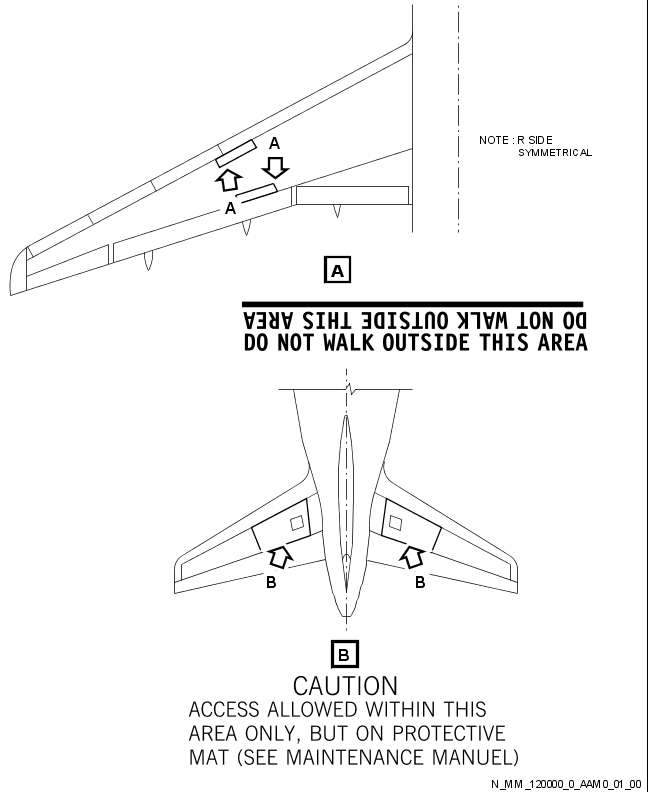 A
NOTE : R SIDE
SYMMETRICAL
A
A
DO NOT WALK OUTSIDE THIS AREA
DO NOT WALK OUTSIDE THIS AREA
B
B
B
CAUTION
ACCESS ALLOWED WITHIN THIS
AREA ONLY, BUT ON PROTECTIVE
MAT (SEE MAINTENANCE MANUEL)
N_MM_120000_0_AAM0_01_00